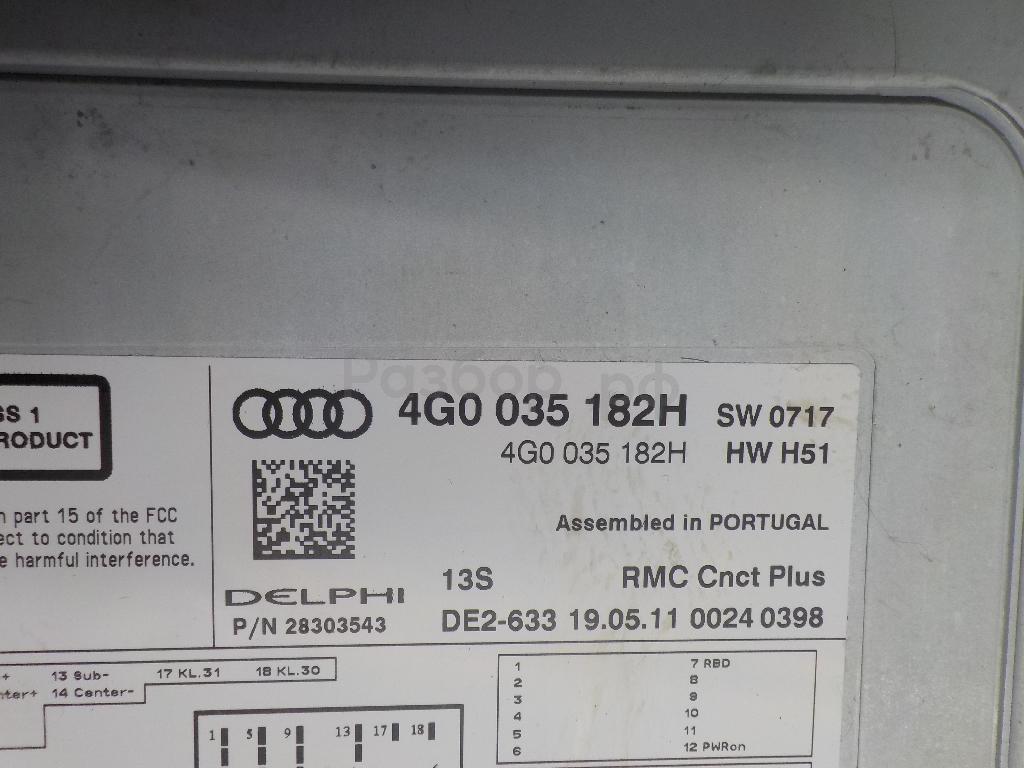 Разбор.рф
SS 1
RODUCT
n part 15 of the FCC
ect to condition that
e harmful interference.
4G0 035 182H SW 0717
4G0 035 182H HW H51
Assembled in PORTUGAL
13S RMC Cnct Plus
DELPHI
P/N 28303543
DE2-633 19.05.11 0024 0398
+ 13 Sub- 17 KL.31 18 KL.30
nter+ 14 Center-
1 5 9 13 17 18
1 7 RBD
2 8
3 9
4 10
5 11
6 12 PWRon